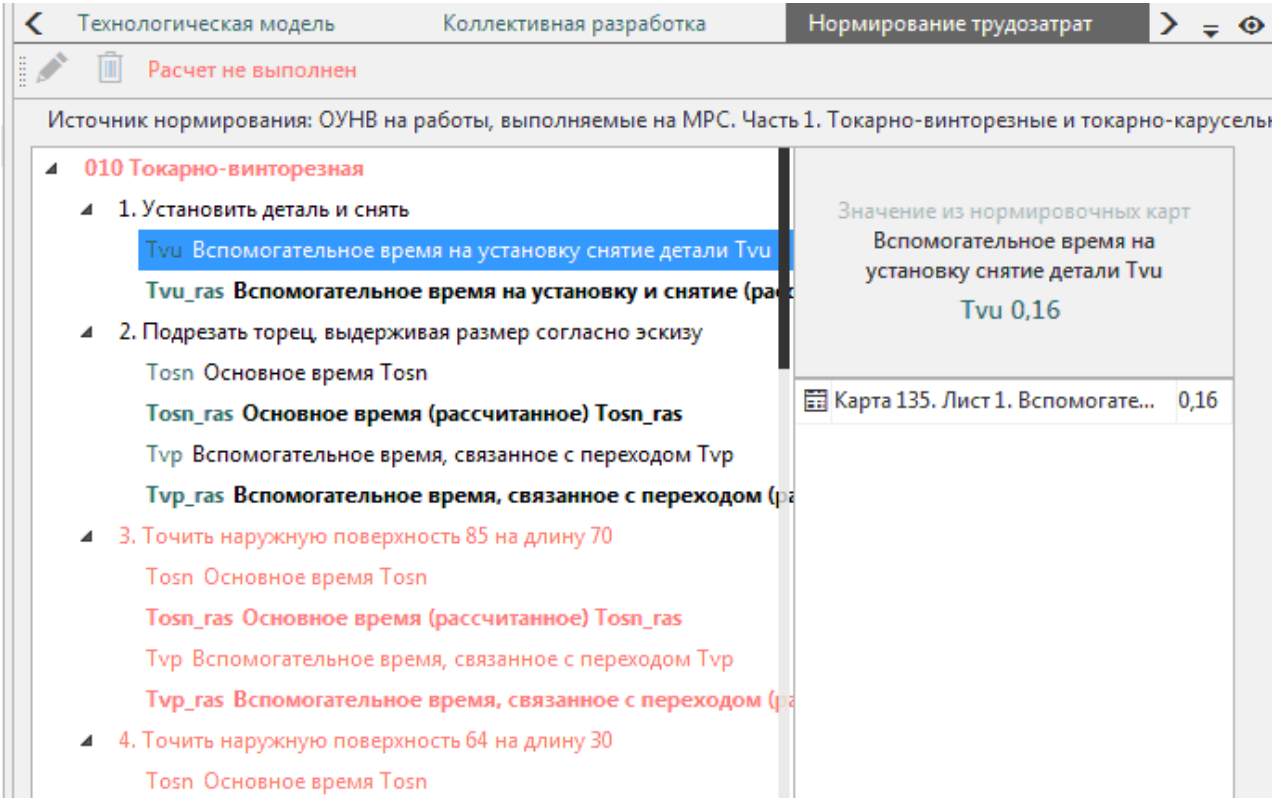 Технологическая модель Коллективная разработка Нормирование трудозатрат
Расчет не выполнен
Источник нормирования: ОУНВ на работы, выполняемые на МРС. Часть 1. Токарно-винторезные и токарно-карусельн
010 Токарно-винторезная
1. Установить деталь и снять
Tvu Вспомогательное время на установку снятие детали Tvu
Tvu_ras Вспомогательное время на установку и снятие (рас
2. Подрезать торец, выдерживая размер согласно эскизу
Tosn Основное время Tosn
Tosn_ras Основное время (рассчитанное) Tosn_ras
Tvp Вспомогательное время, связанное с переходом Tvp
Tvp_ras Вспомогательное время, связанное с переходом (ра
3. Точить наружную поверхность 85 на длину 70
Tosn Основное время Tosn
Tosn_ras Основное время (рассчитанное) Tosn_ras
Tvp Вспомогательное время, связанное с переходом Tvp
Tvp_ras Вспомогательное время, связанное с переходом (ра
4. Точить наружную поверхность 64 на длину 30
Tosn Основное время Tosn
Значение из нормировочных карт
Вспомогательное время на
установку снятие детали Tvu
Tvu 0,16
Карта 135. Лист 1. Вспомогате... 0,16